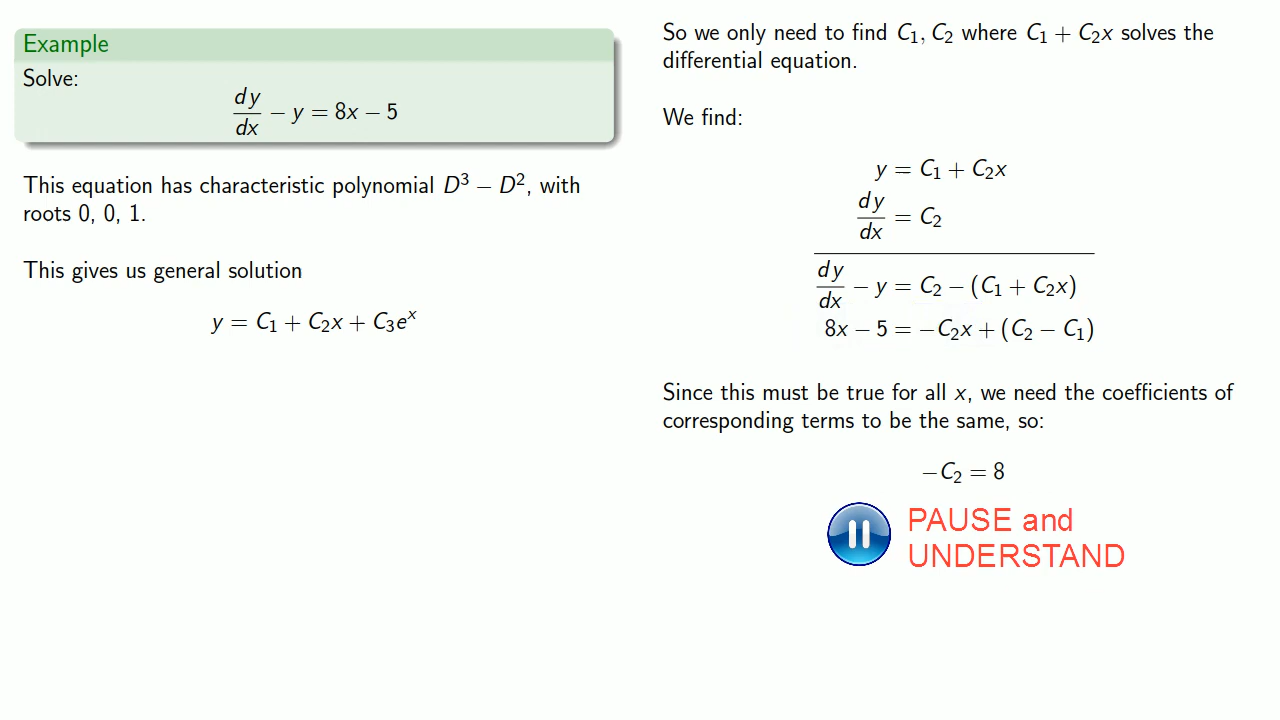 Example
Solve:
dy/dx − y = 8x − 5
This equation has characteristic polynomial D³ − D², with
roots 0, 0, 1.
This gives us general solution
y = C₁ + C₂x + C₃eˣ
So we only need to find C₁, C₂ where C₁ + C₂x solves the
differential equation.
We find:
y = C₁ + C₂x
dy/dx = C₂
dy/dx − y = C₂ − (C₁ + C₂x)
8x − 5 = −C₂x + (C₂ − C₁)
Since this must be true for all x, we need the coefficients of
corresponding terms to be the same, so:
−C₂ = 8
PAUSE and
UNDERSTAND